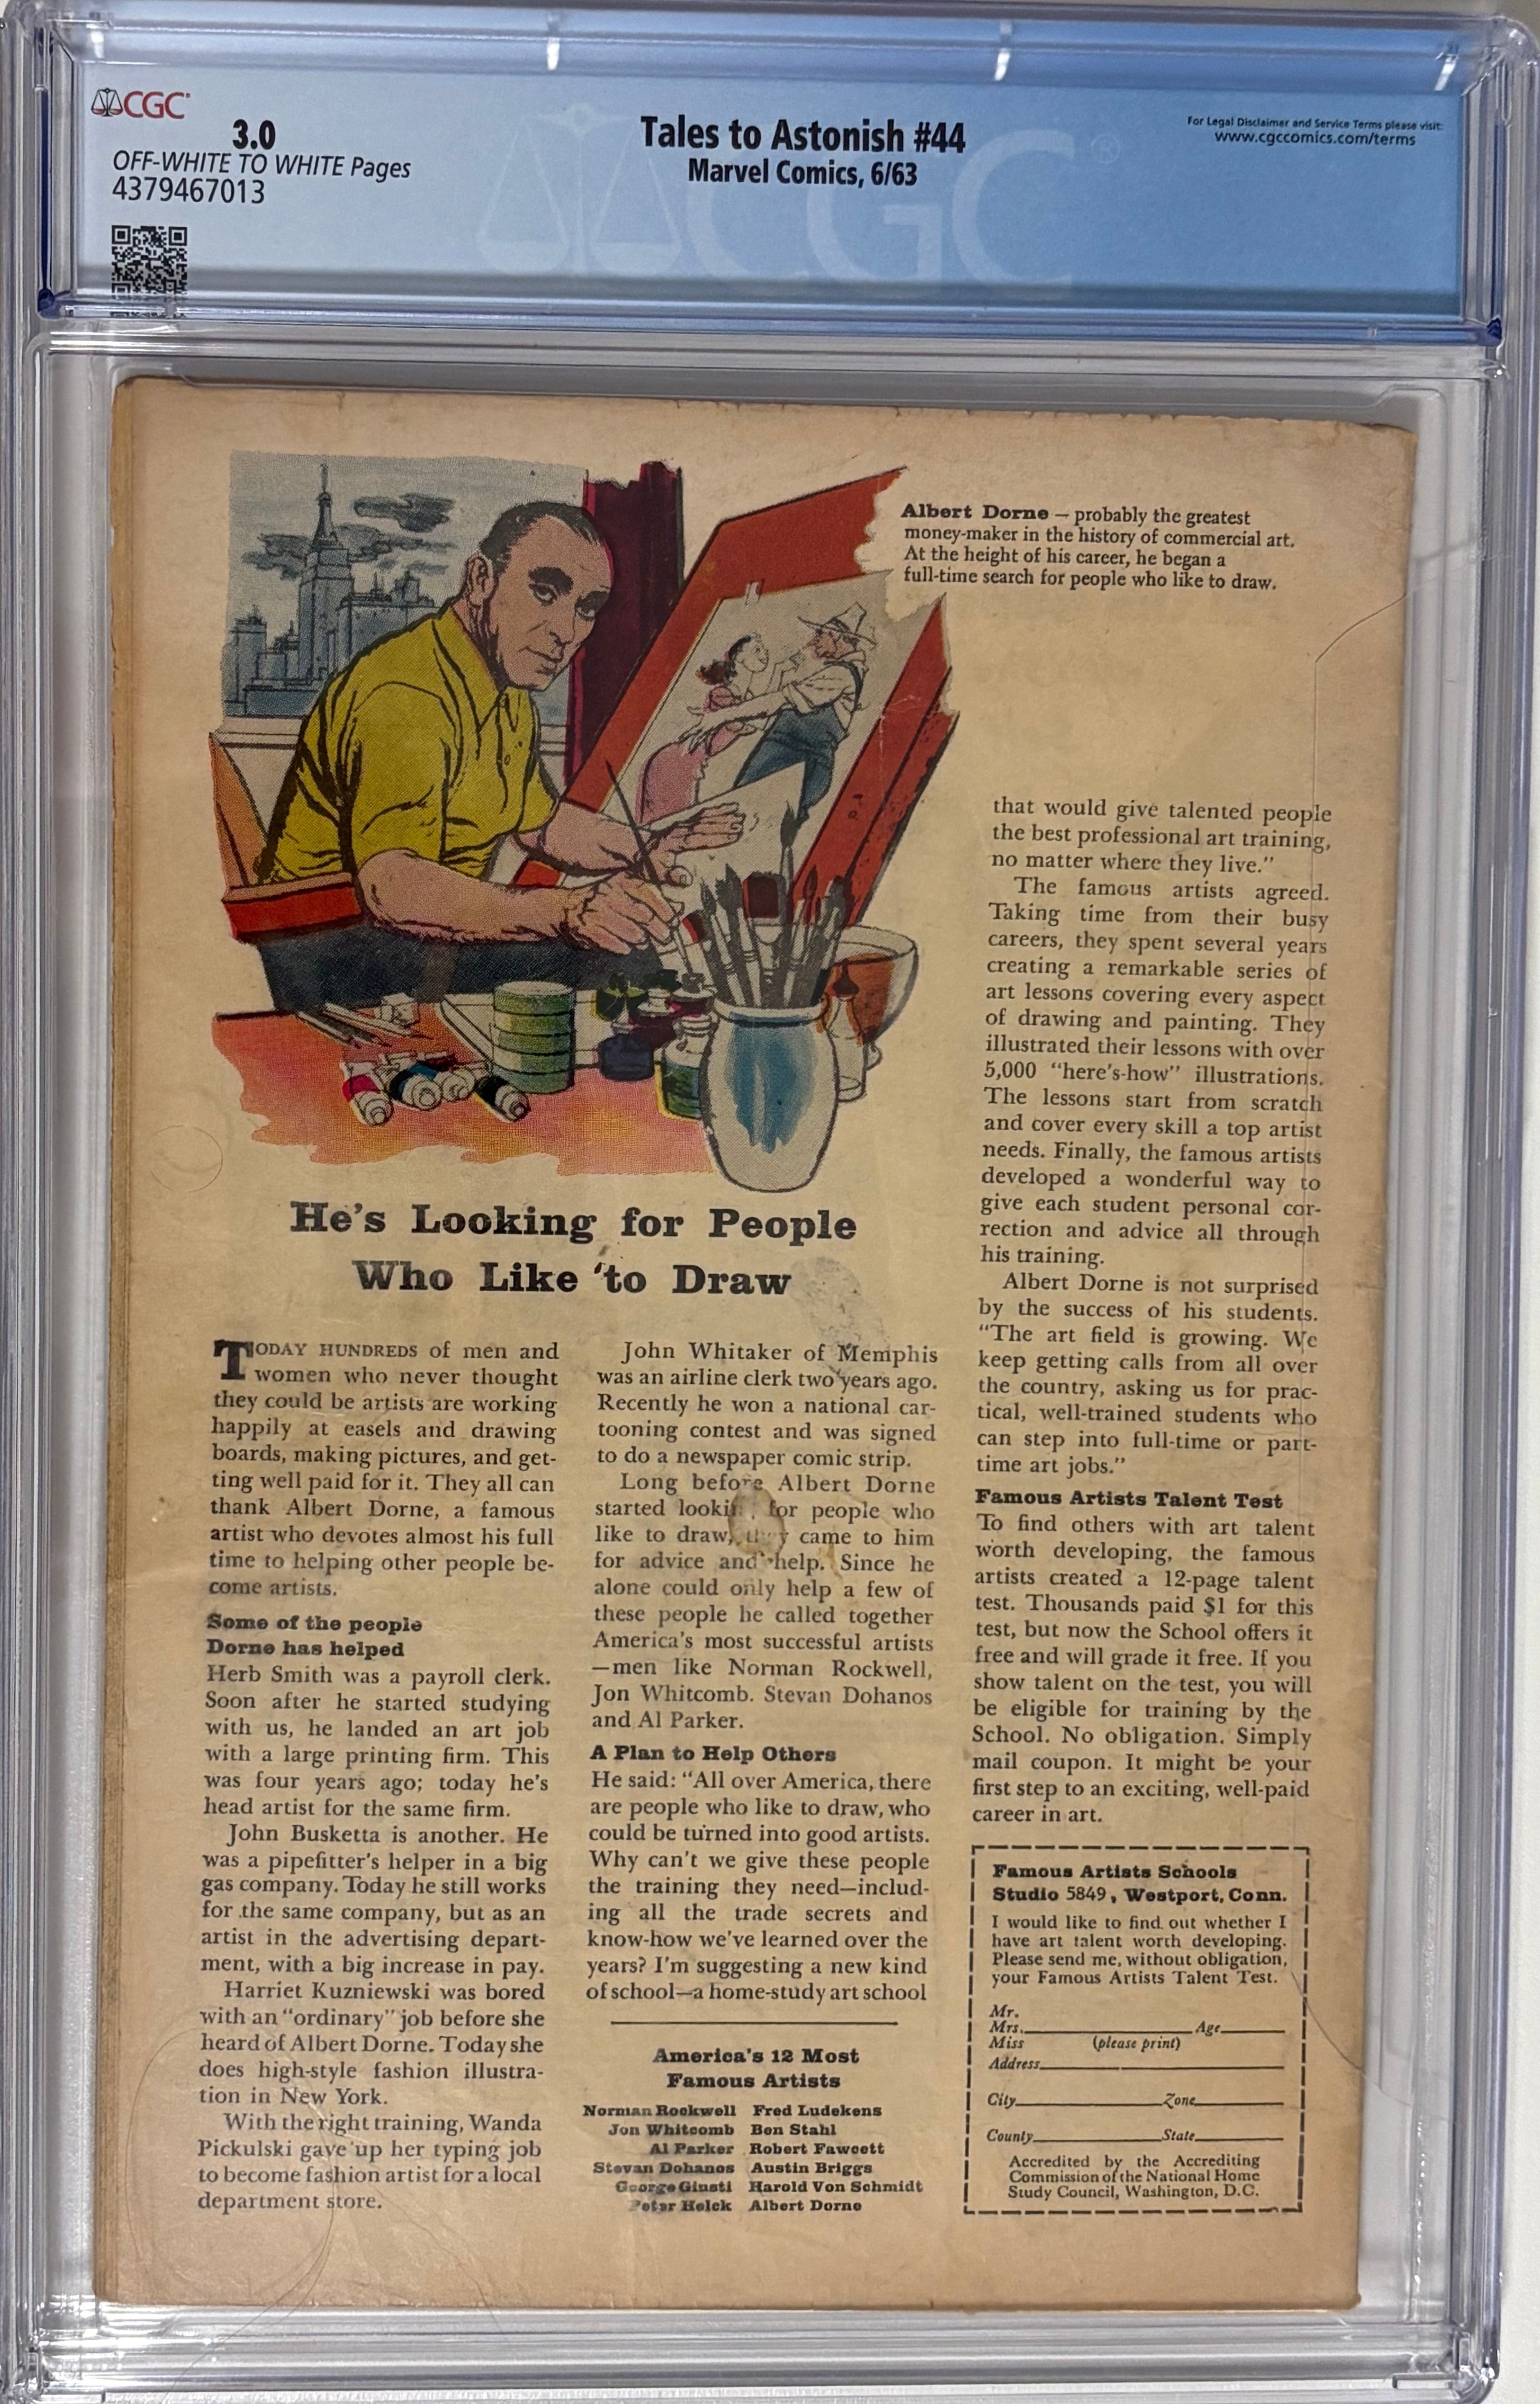 CGC
3.0
OFF-WHITE TO WHITE Pages
4379467013
Tales to Astonish #44
Marvel Comics, 6/63
For Legal Disclaimer and Service Terms please visit:
www.cgccomics.com/terms
CGC
Albert Dorne — probably the greatest
money-maker in the history of commercial art.
At the height of his career, he began a
full-time search for people who like to draw.
He's Looking for People
Who Like to Draw
TODAY HUNDREDS of men and
women who never thought
they could be artists are working
happily at easels and drawing
boards, making pictures, and get-
ting well paid for it. They all can
thank Albert Dorne, a famous
artist who devotes almost his full
time to helping other people be-
come artists.
Some of the people
Dorne has helped
Herb Smith was a payroll clerk.
Soon after he started studying
with us, he landed an art job
with a large printing firm. This
was four years ago; today he's
head artist for the same firm.
John Busketta is another. He
was a pipefitter's helper in a big
gas company. Today he still works
for the same company, but as an
artist in the advertising depart-
ment, with a big increase in pay.
Harriet Kuzniewski was bored
with an "ordinary" job before she
heard of Albert Dorne. Today she
does high-style fashion illustra-
tion in New York.
With the right training, Wanda
Pickulski gave up her typing job
to become fashion artist for a local
department store.
John Whitaker of Memphis
was an airline clerk two years ago.
Recently he won a national car-
tooning contest and was signed
to do a newspaper comic strip.
Long before Albert Dorne
started for people who
like to draw, they came to him
for advice and help. Since he
alone could only help a few of
these people he called together
America's most successful artists
—men like Norman Rockwell,
Jon Whitcomb. Stevan Dohanos
and Al Parker.
A Plan to Help Others
He said: "All over America, there
are people who like to draw, who
could be turned into good artists.
Why can't we give these people
the training they need—includ-
ing all the trade secrets and
know-how we've learned over the
years? I'm suggesting a new kind
of school—a home-study art school
America's 12 Most
Famous Artists
Norman Rockwell Fred Ludekens
Jon Whitcomb Ben Stahl
Al Parker Robert Fawcett
Stevan Dohanos Austin Briggs
George Giusti Harold Von Schmidt
Peter Helck Albert Dorne
that would give talented people
the best professional art training,
no matter where they live."
The famous artists agreed.
Taking time from their busy
careers, they spent several years
creating a remarkable series of
art lessons covering every aspect
of drawing and painting. They
illustrated their lessons with over
5,000 "here's-how" illustrations.
The lessons start from scratch
and cover every skill a top artist
needs. Finally, the famous artists
developed a wonderful way to
give each student personal cor-
rection and advice all through
his training.
Albert Dorne is not surprised
by the success of his students.
"The art field is growing. We
keep getting calls from all over
the country, asking us for prac-
tical, well-trained students who
can step into full-time or part-
time art jobs."
Famous Artists Talent Test
To find others with art talent
worth developing, the famous
artists created a 12-page talent
test. Thousands paid $1 for this
test, but now the School offers it
free and will grade it free. If you
show talent on the test, you will
be eligible for training by the
School. No obligation. Simply
mail coupon. It might be your
first step to an exciting, well-paid
career in art.
Famous Artists Schools
Studio 5849, Westport, Conn.
I would like to find out whether I
have art talent worth developing.
Please send me, without obligation,
your Famous Artists Talent Test.
Mr.
Mrs. Age
Miss (please print)
Address
City Zone
County State
Accredited by the Accrediting
Commission of the National Home
Study Council, Washington, D.C.